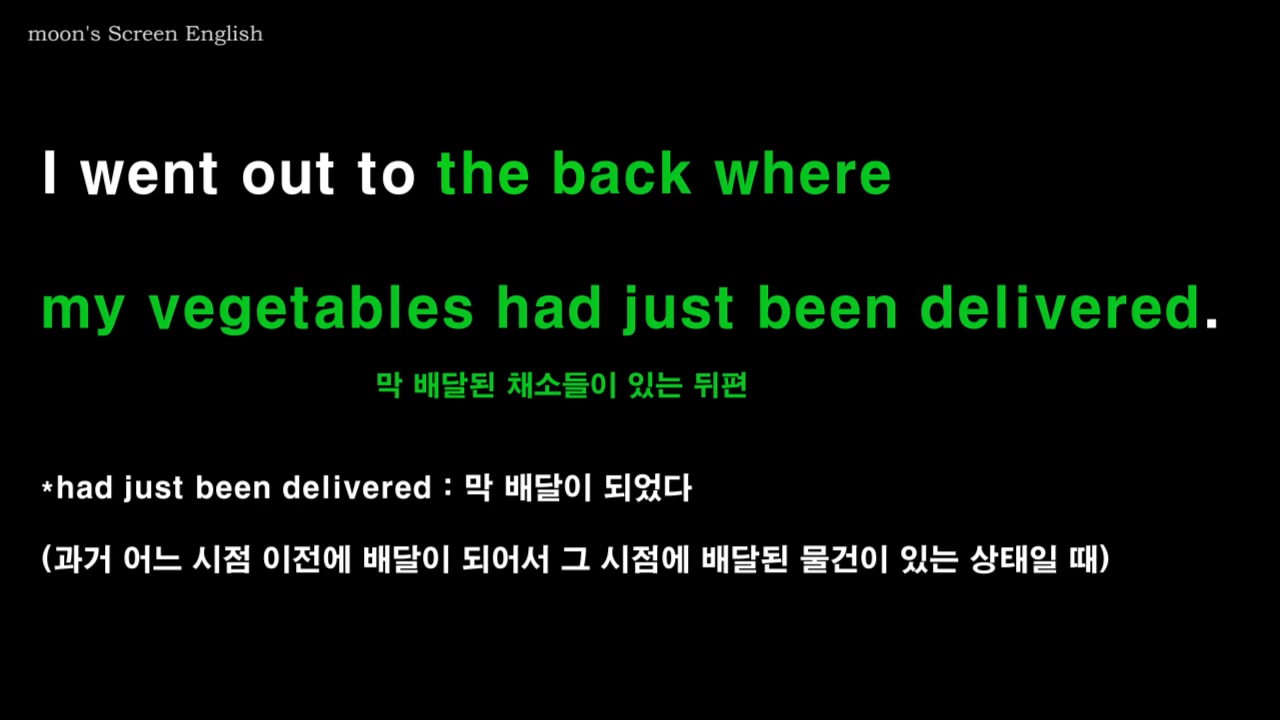 moon's Screen English
I went out to the back where
my vegetables had just been delivered.
막 배달된 채소들이 있는 뒤편
*had just been delivered : 막 배달이 되었다
(과거 어느 시점 이전에 배달이 되어서 그 시점에 배달된 물건이 있는 상태일 때)